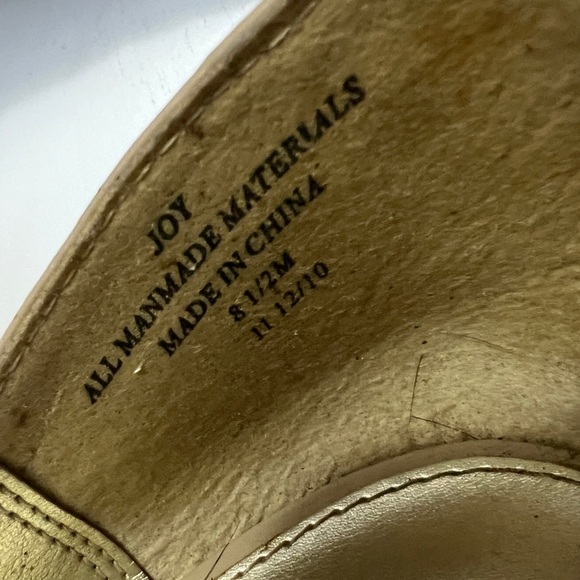 JOY
ALL MANMADE MATERIALS
MADE IN CHINA
8 1/2M
11 12/10